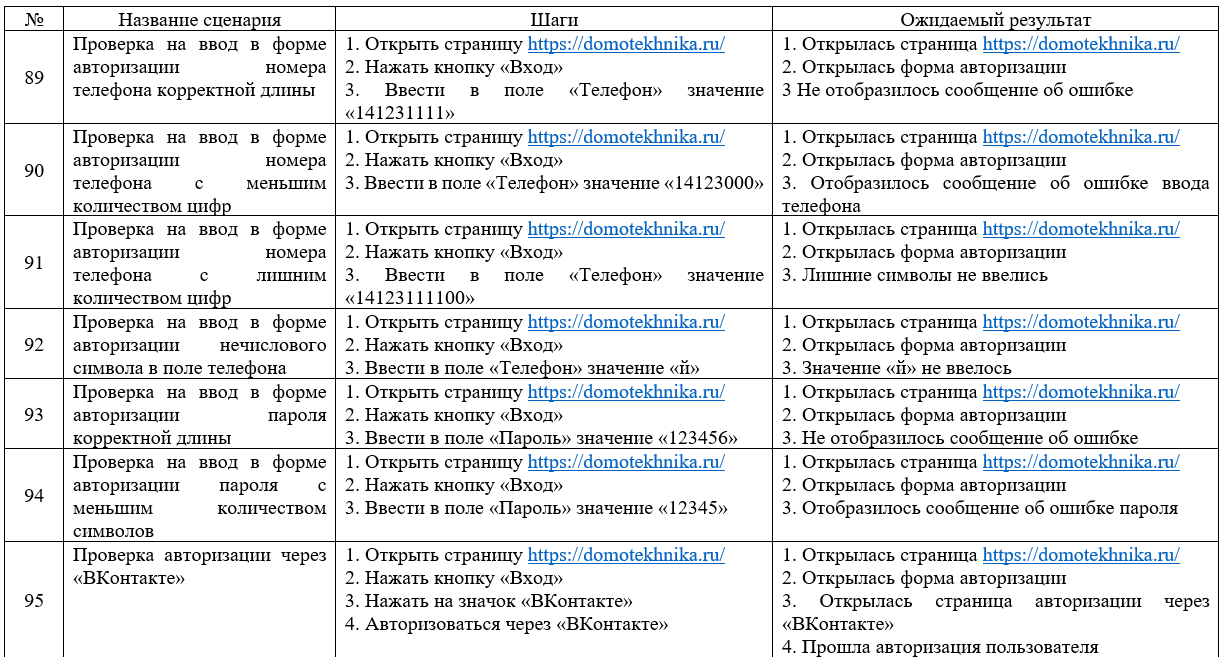 № Название сценария Шаги Ожидаемый результат
89
Проверка на ввод в форме
авторизации номера
телефона корректной длины
1. Открыть страницу https://domotekhnika.ru/
2. Нажать кнопку «Вход»
3. Ввести в поле «Телефон» значение
«141231111»
1. Открылась страница https://domotekhnika.ru/
2. Открылась форма авторизации
3 Не отобразилось сообщение об ошибке
90
Проверка на ввод в форме
авторизации номера
телефона с меньшим
количеством цифр
1. Открыть страницу https://domotekhnika.ru/
2. Нажать кнопку «Вход»
3. Ввести в поле «Телефон» значение «14123000»
1. Открылась страница https://domotekhnika.ru/
2. Открылась форма авторизации
3. Отобразилось сообщение об ошибке ввода
телефона
91
Проверка на ввод в форме
авторизации номера
телефона с лишним
количеством цифр
1. Открыть страницу https://domotekhnika.ru/
2. Нажать кнопку «Вход»
3. Ввести в поле «Телефон» значение
«14123111100»
1. Открылась страница https://domotekhnika.ru/
2. Открылась форма авторизации
3. Лишние символы не ввелись
92
Проверка на ввод в форме
авторизации нечислового
символа в поле телефона
1. Открыть страницу https://domotekhnika.ru/
2. Нажать кнопку «Вход»
3. Ввести в поле «Телефон» значение «й»
1. Открылась страница https://domotekhnika.ru/
2. Открылась форма авторизации
3. Значение «й» не ввелось
93
Проверка на ввод в форме
авторизации пароля
корректной длины
1. Открыть страницу https://domotekhnika.ru/
2. Нажать кнопку «Вход»
3. Ввести в поле «Пароль» значение «123456»
1. Открылась страница https://domotekhnika.ru/
2. Открылась форма авторизации
3. Не отобразилось сообщение об ошибке
94
Проверка на ввод в форме
авторизации пароля с
меньшим количеством
символов
1. Открыть страницу https://domotekhnika.ru/
2. Нажать кнопку «Вход»
3. Ввести в поле «Пароль» значение «12345»
1. Открылась страница https://domotekhnika.ru/
2. Открылась форма авторизации
3. Отобразилось сообщение об ошибке пароля
95
Проверка авторизации через
«ВКонтакте»
1. Открыть страницу https://domotekhnika.ru/
2. Нажать кнопку «Вход»
3. Нажать на значок «ВКонтакте»
4. Авторизоваться через «ВКонтакте»
1. Открылась страница https://domotekhnika.ru/
2. Открылась форма авторизации
3. Открылась страница авторизации через
«ВКонтакте»
4. Прошла авторизация пользователя